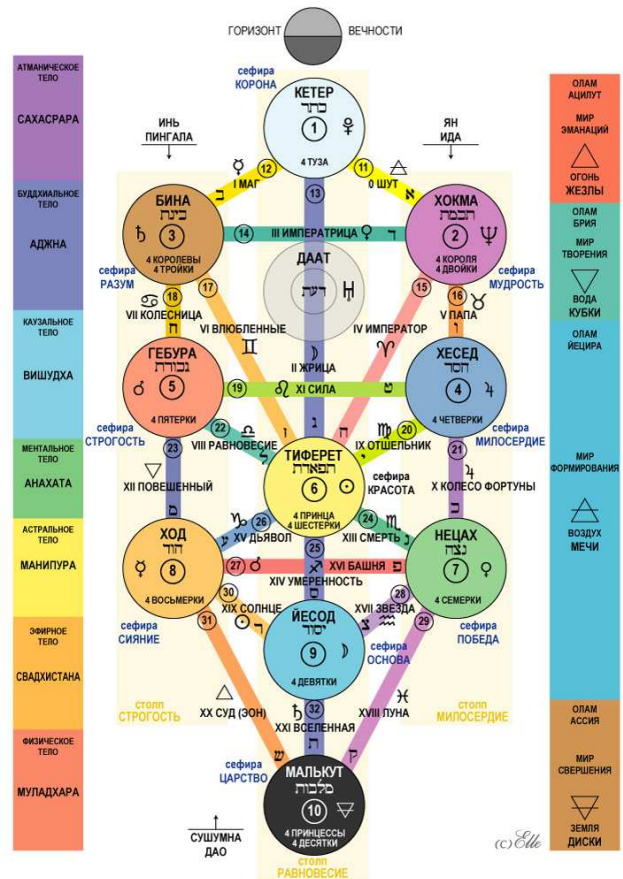 ГОРИЗОНТ ВЕЧНОСТИ
АТМАНИЧЕСКОЕ
ТЕЛО
САХАСРАРА
БУДДХИАЛЬНОЕ
ТЕЛО
АДЖНА
КАУЗАЛЬНОЕ
ТЕЛО
ВИШУДХА
МЕНТАЛЬНОЕ
ТЕЛО
АНАХАТА
АСТРАЛЬНОЕ
ТЕЛО
МАНИПУРА
ЭФИРНОЕ
ТЕЛО
СВАДХИСТАНА
ФИЗИЧЕСКОЕ
ТЕЛО
МУЛАДХАРА
сефира
КОРОНА
КЕТЕР
כתר
1 ♇
4 ТУЗА
ИНЬ
ПИНГАЛА
ЯН
ИДА
☿ 12
I МАГ
ב
11 🜁
0 ШУТ
א
13
БИНА
בינה
♄ 3
4 КОРОЛЕВЫ
4 ТРОЙКИ
сефира
РАЗУМ
14 III ИМПЕРАТРИЦА ♀ ד
ХОКМА
2 ♆
4 КОРОЛЯ
4 ДВОЙКИ
сефира
МУДРОСТЬ
ДААТ
דעת ♅
18 ♋
VII КОЛЕСНИЦА
ח
17
VI ВЛЮБЛЕННЫЕ
♊
ז
15
IV ИМПЕРАТОР
♈
ה
16 ♉
V ПАПА
ו
☽
II ЖРИЦА
ג
ГЕБУРА
גבורה
♂ 5
4 ПЯТЕРКИ
сефира
СТРОГОСТЬ
19 ♌ XI СИЛА ט
ХЕСЕД
חסד
4 ♃
4 ЧЕТВЕРКИ
сефира
МИЛОСЕРДИЕ
22 ♎
VIII РАВНОВЕСИЕ
ל
♍ 20
IX ОТШЕЛЬНИК
י
23
🜄
XII ПОВЕШЕННЫЙ
מ
21
♃
X КОЛЕСО ФОРТУНЫ
כ
ТИФЕРЕТ
תפארת
6 ☉
4 ПРИНЦА
4 ШЕСТЕРКИ
сефира
КРАСОТА
♑ 26
XV ДЬЯВОЛ
ע
24 ♏
XIII СМЕРТЬ
נ
25
♐
XIV УМЕРЕННОСТЬ
ס
27 ♂ XVI БАШНЯ פ
ХОД
הוד
☿ 8
4 ВОСЬМЕРКИ
сефира
СИЯНИЕ
НЕЦАХ
נצח
7 ♀
4 СЕМЕРКИ
сефира
ПОБЕДА
30
XIX СОЛНЦЕ
☉ ר
28
XVII ЗВЕЗДА
צ ♒
ЙЕСОД
יסוד
9 ☽
4 ДЕВЯТКИ
сефира
ОСНОВА
31
🜂
XX СУД (ЭОН)
ש
29
♓
XVIII ЛУНА
ק
♄ 32
XXI ВСЕЛЕННАЯ
ת
столп
СТРОГОСТЬ
столп
МИЛОСЕРДИЕ
сефира
ЦАРСТВО
МАЛЬКУТ
מלכות
10 🜃
4 ПРИНЦЕССЫ
4 ДЕСЯТКИ
СУШУМНА
ДАО
столп
РАВНОВЕСИЕ
(C) Elle
ОЛАМ
АЦИЛУТ
МИР
ЭМАНАЦИЙ
🜂
ОГОНЬ
ЖЕЗЛЫ
ОЛАМ
БРИЯ
МИР
ТВОРЕНИЯ
🜄
ВОДА
КУБКИ
ОЛАМ
ЙЕЦИРА
МИР
ФОРМИРОВАНИЯ
🜁
ВОЗДУХ
МЕЧИ
ОЛАМ
АССИЯ
МИР
СВЕРШЕНИЯ
🜃
ЗЕМЛЯ
ДИСКИ